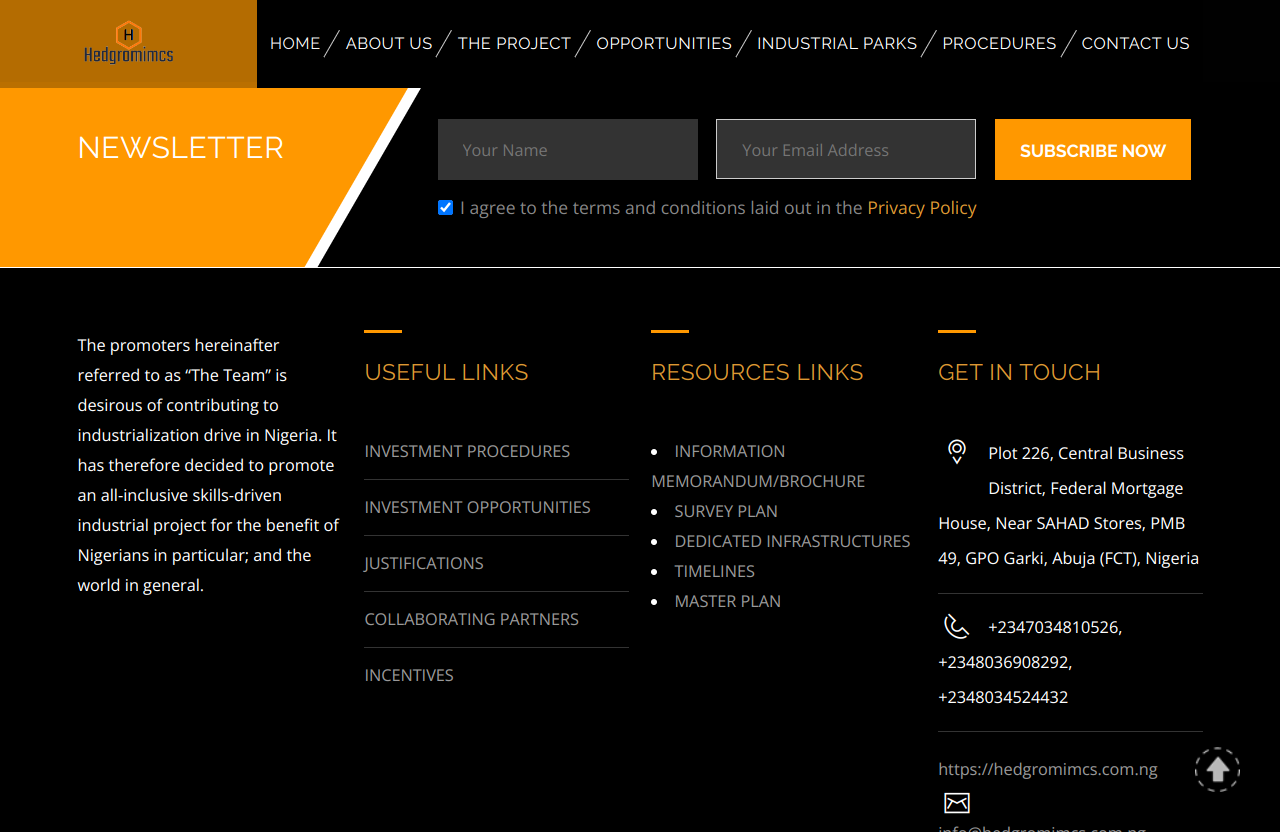 H
Hedgromimcs
HOME
ABOUT US
THE PROJECT
OPPORTUNITIES
INDUSTRIAL PARKS
PROCEDURES
CONTACT US
NEWSLETTER
Your Name
Your Email Address
SUBSCRIBE NOW
I agree to the terms and conditions laid out in the Privacy Policy
The promoters hereinafter
referred to as “The Team” is
desirous of contributing to
industrialization drive in Nigeria. It
has therefore decided to promote
an all-inclusive skills-driven
industrial project for the benefit of
Nigerians in particular; and the
world in general.
USEFUL LINKS
INVESTMENT PROCEDURES
INVESTMENT OPPORTUNITIES
JUSTIFICATIONS
COLLABORATING PARTNERS
INCENTIVES
RESOURCES LINKS
INFORMATION
MEMORANDUM/BROCHURE
SURVEY PLAN
DEDICATED INFRASTRUCTURES
TIMELINES
MASTER PLAN
GET IN TOUCH
Plot 226, Central Business
District, Federal Mortgage
House, Near SAHAD Stores, PMB
49, GPO Garki, Abuja (FCT), Nigeria
+2347034810526,
+2348036908292,
+2348034524432
https://hedgromimcs.com.ng
info@hedgromimcs.com.ng